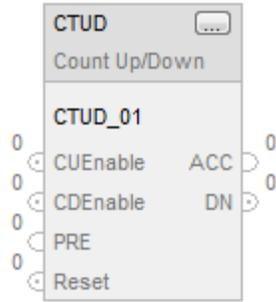 CTUD ...
Count Up/Down
CTUD_01
0 CUEnable ACC 0
0 CDEnable DN 0
0 PRE
0 Reset